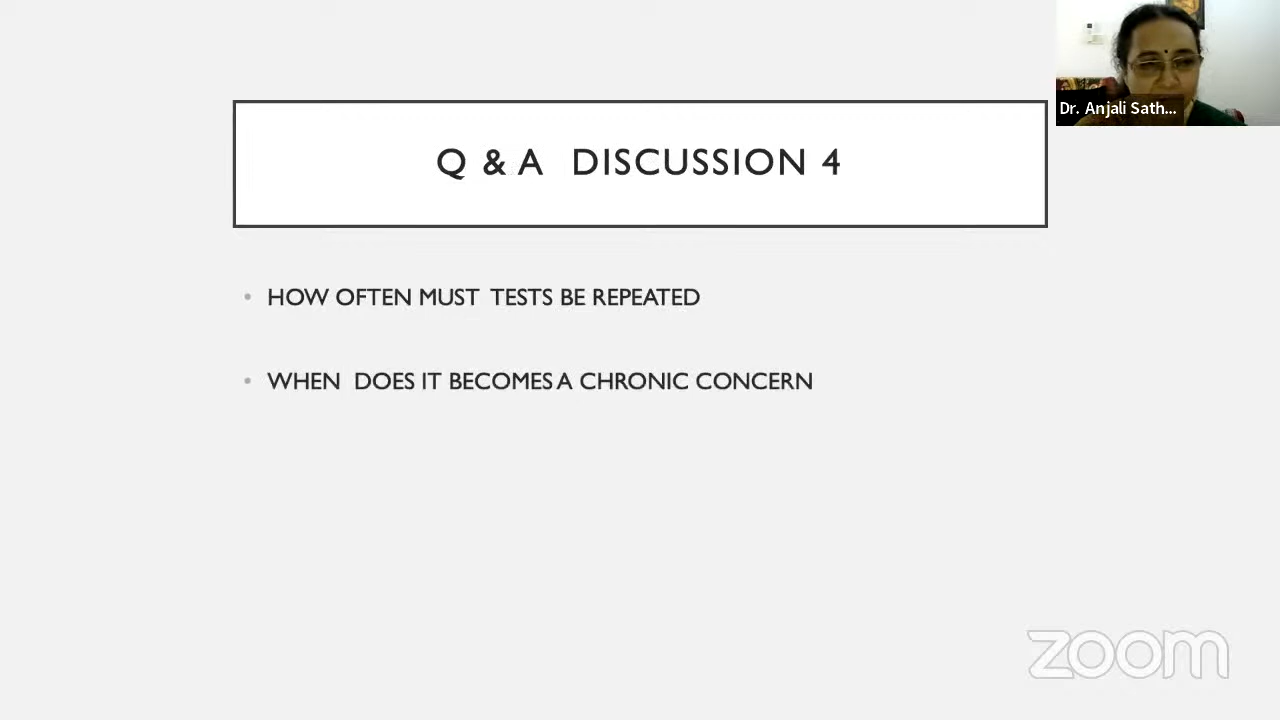 Dr. Anjali Sath...
Q & A DISCUSSION 4
• HOW OFTEN MUST TESTS BE REPEATED
• WHEN DOES IT BECOMES A CHRONIC CONCERN
zoom